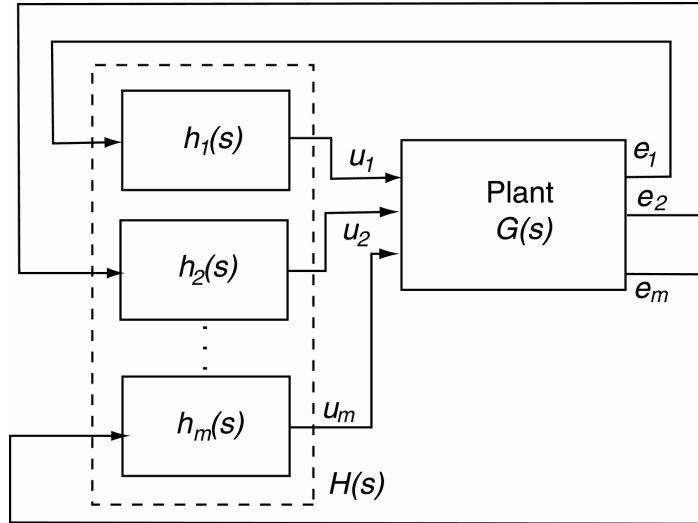 h1(s)
u1
e1
Plant
G(s)
e2
u2
h2(s)
em
. . .
hm(s)
um
H(s)